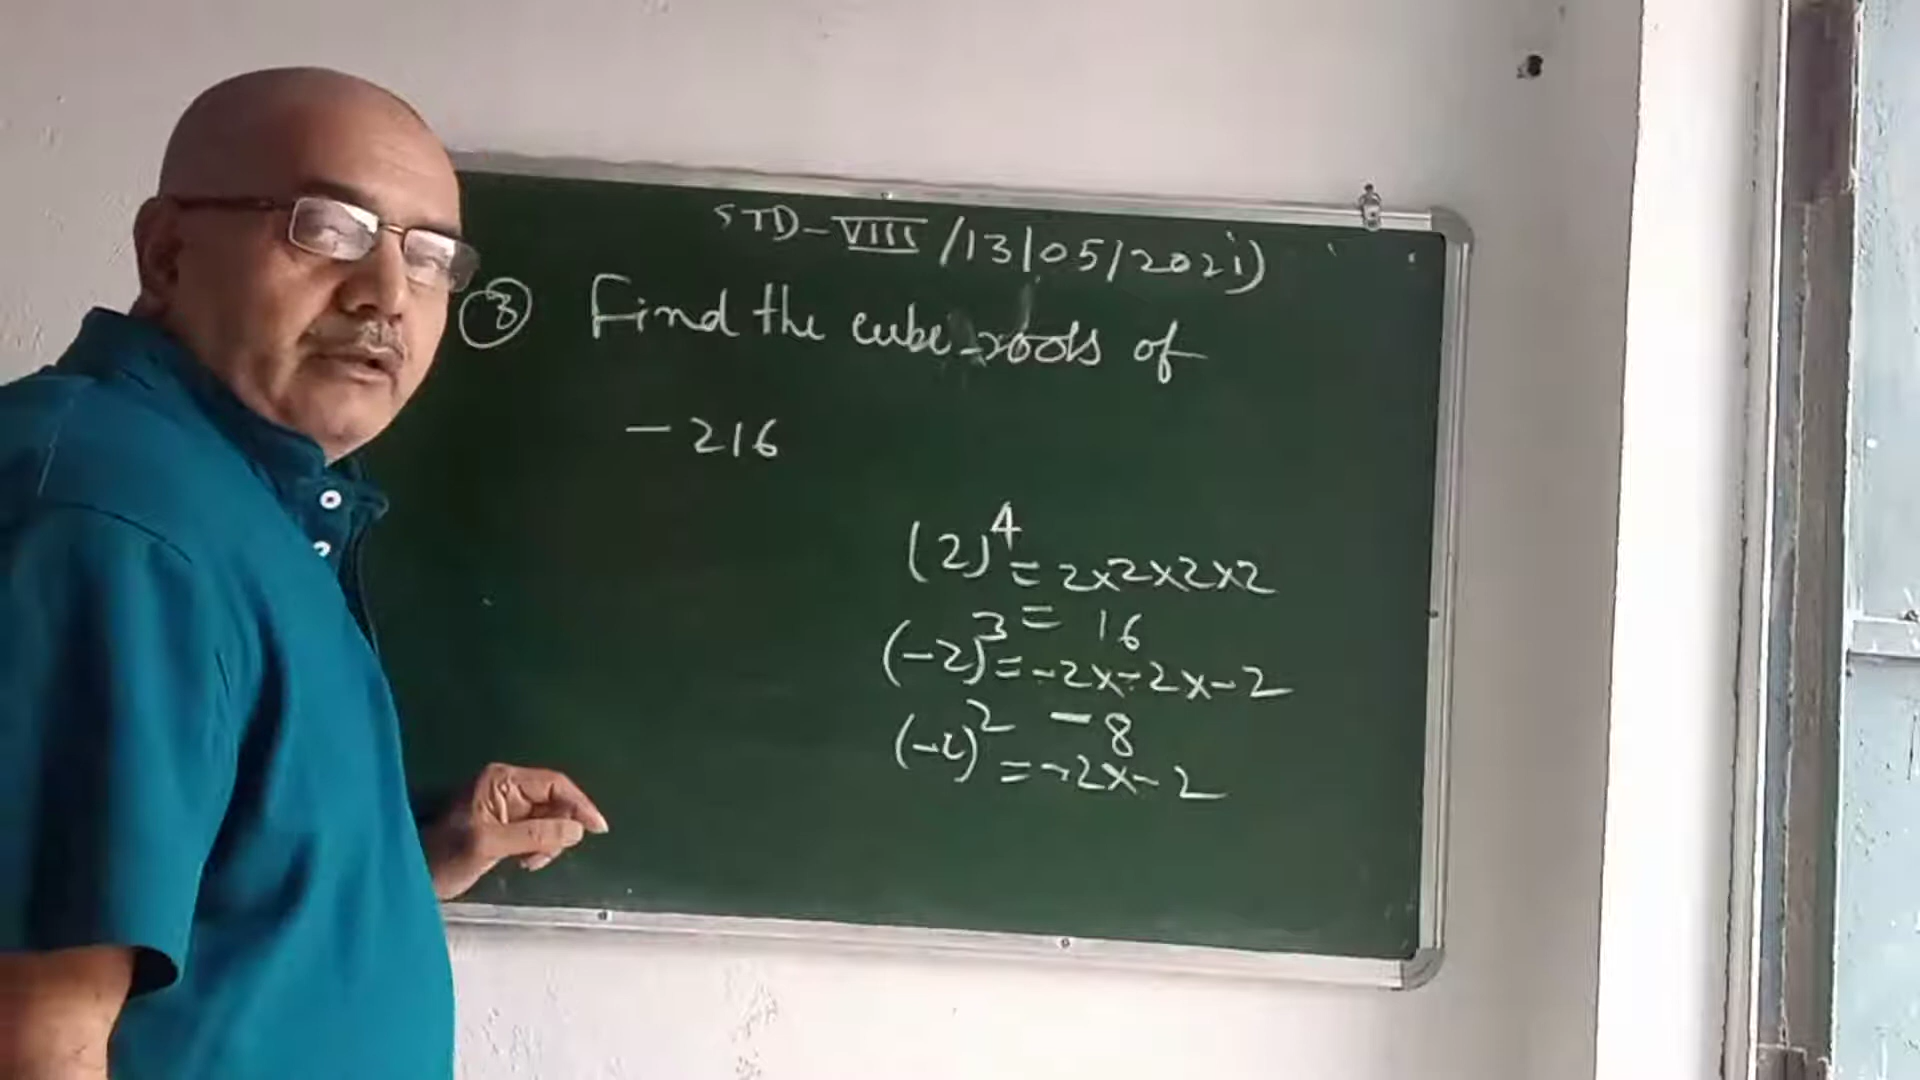 STD-VIII/13/05/2021)
③ Find the cube-roots of
-216
(2)⁴ = 2x2x2x2
= 16
(-2)³ = -2x-2x-2
-8
(-2)² = -2x-2